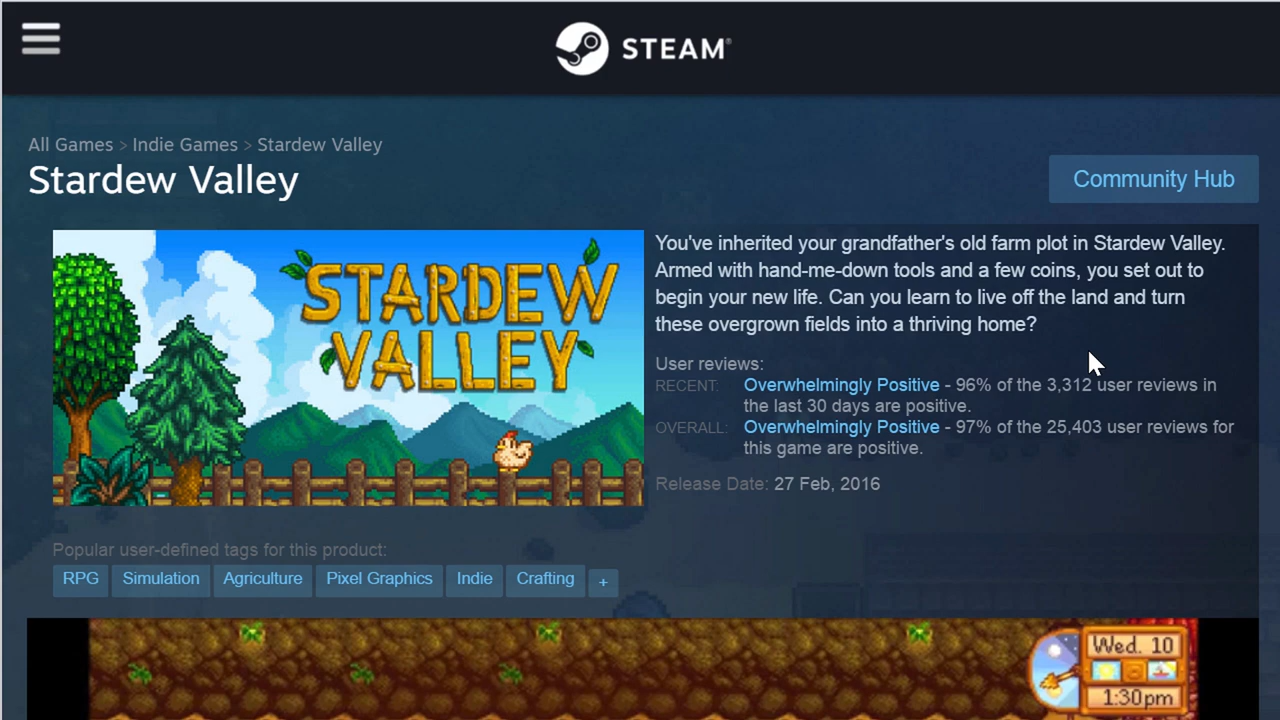 STEAM®
All Games > Indie Games > Stardew Valley
Stardew Valley
Community Hub
STARDEW
VALLEY
You've inherited your grandfather's old farm plot in Stardew Valley.
Armed with hand-me-down tools and a few coins, you set out to
begin your new life. Can you learn to live off the land and turn
these overgrown fields into a thriving home?
User reviews:
RECENT: Overwhelmingly Positive - 96% of the 3,312 user reviews in
the last 30 days are positive.
OVERALL: Overwhelmingly Positive - 97% of the 25,403 user reviews for
this game are positive.
Release Date: 27 Feb, 2016
Popular user-defined tags for this product:
RPG Simulation Agriculture Pixel Graphics Indie Crafting +
Wed. 10
1:30pm